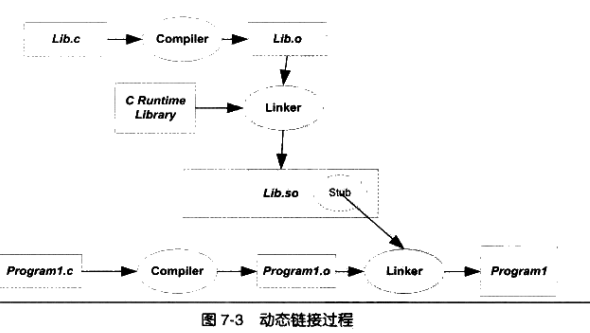 Lib.c
Compiler
Lib.o
C Runtime
Library
Linker
Lib.so
Stub
Program1.c
Compiler
Program1.o
Linker
Program1
图 7-3 动态链接过程